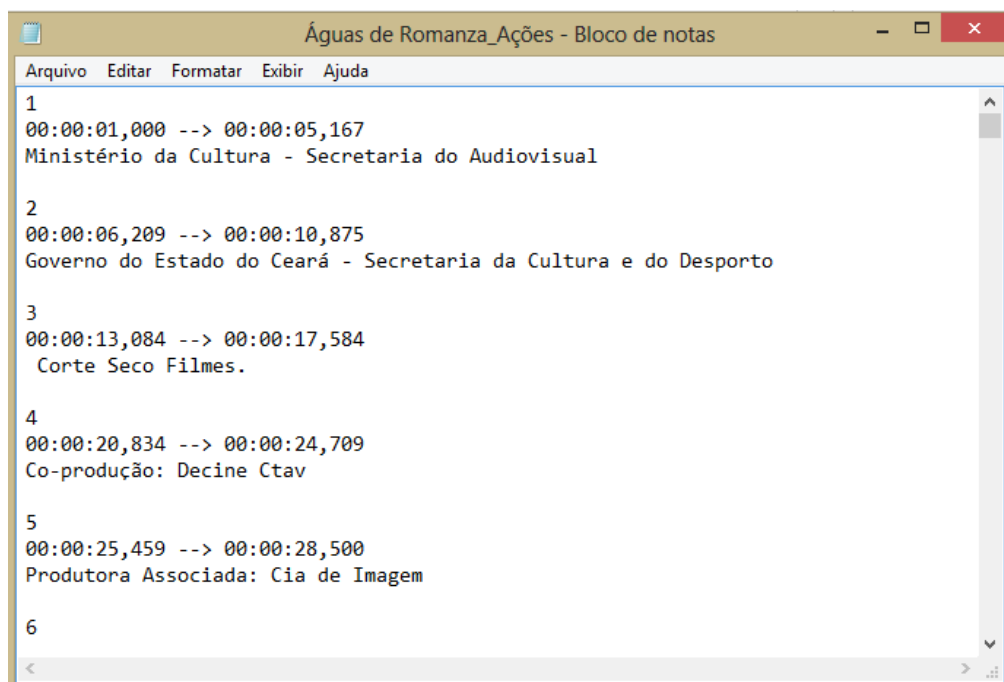 Águas de Romanza_Ações - Bloco de notas
Arquivo Editar Formatar Exibir Ajuda
1
00:00:01,000 --> 00:00:05,167
Ministério da Cultura - Secretaria do Audiovisual
2
00:00:06,209 --> 00:00:10,875
Governo do Estado do Ceará - Secretaria da Cultura e do Desporto
3
00:00:13,084 --> 00:00:17,584
Corte Seco Filmes.
4
00:00:20,834 --> 00:00:24,709
Co-produção: Decine Ctav
5
00:00:25,459 --> 00:00:28,500
Produtora Associada: Cia de Imagem
6